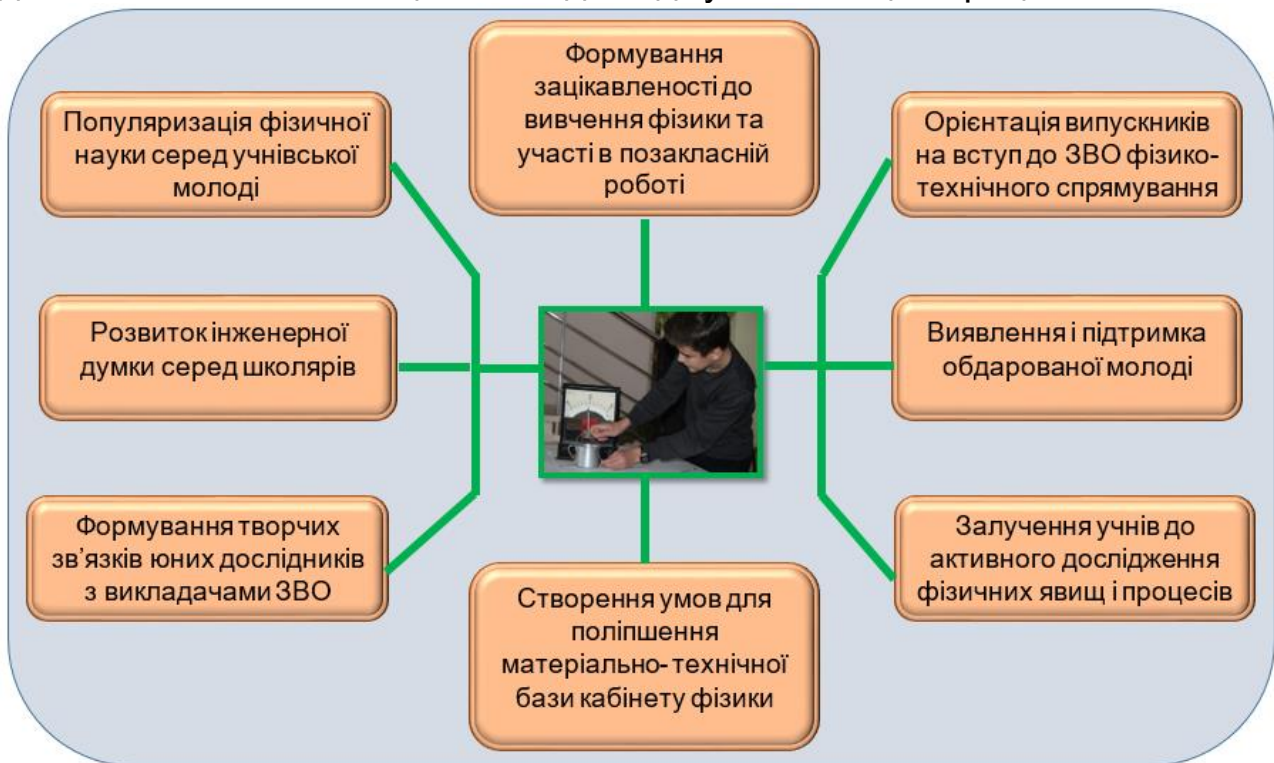 Формування
зацікавленості до
вивчення фізики та
участі в позакласній
роботі
Популяризація фізичної
науки серед учнівської
молоді
Орієнтація випускників
на вступ до ЗВО фізико-
технічного спрямування
Розвиток інженерної
думки серед школярів
Виявлення і підтримка
обдарованої молоді
Формування творчих
зв’язків юних дослідників
з викладачами ЗВО
Створення умов для
поліпшення
матеріально- технічної
бази кабінету фізики
Залучення учнів до
активного дослідження
фізичних явищ і процесів